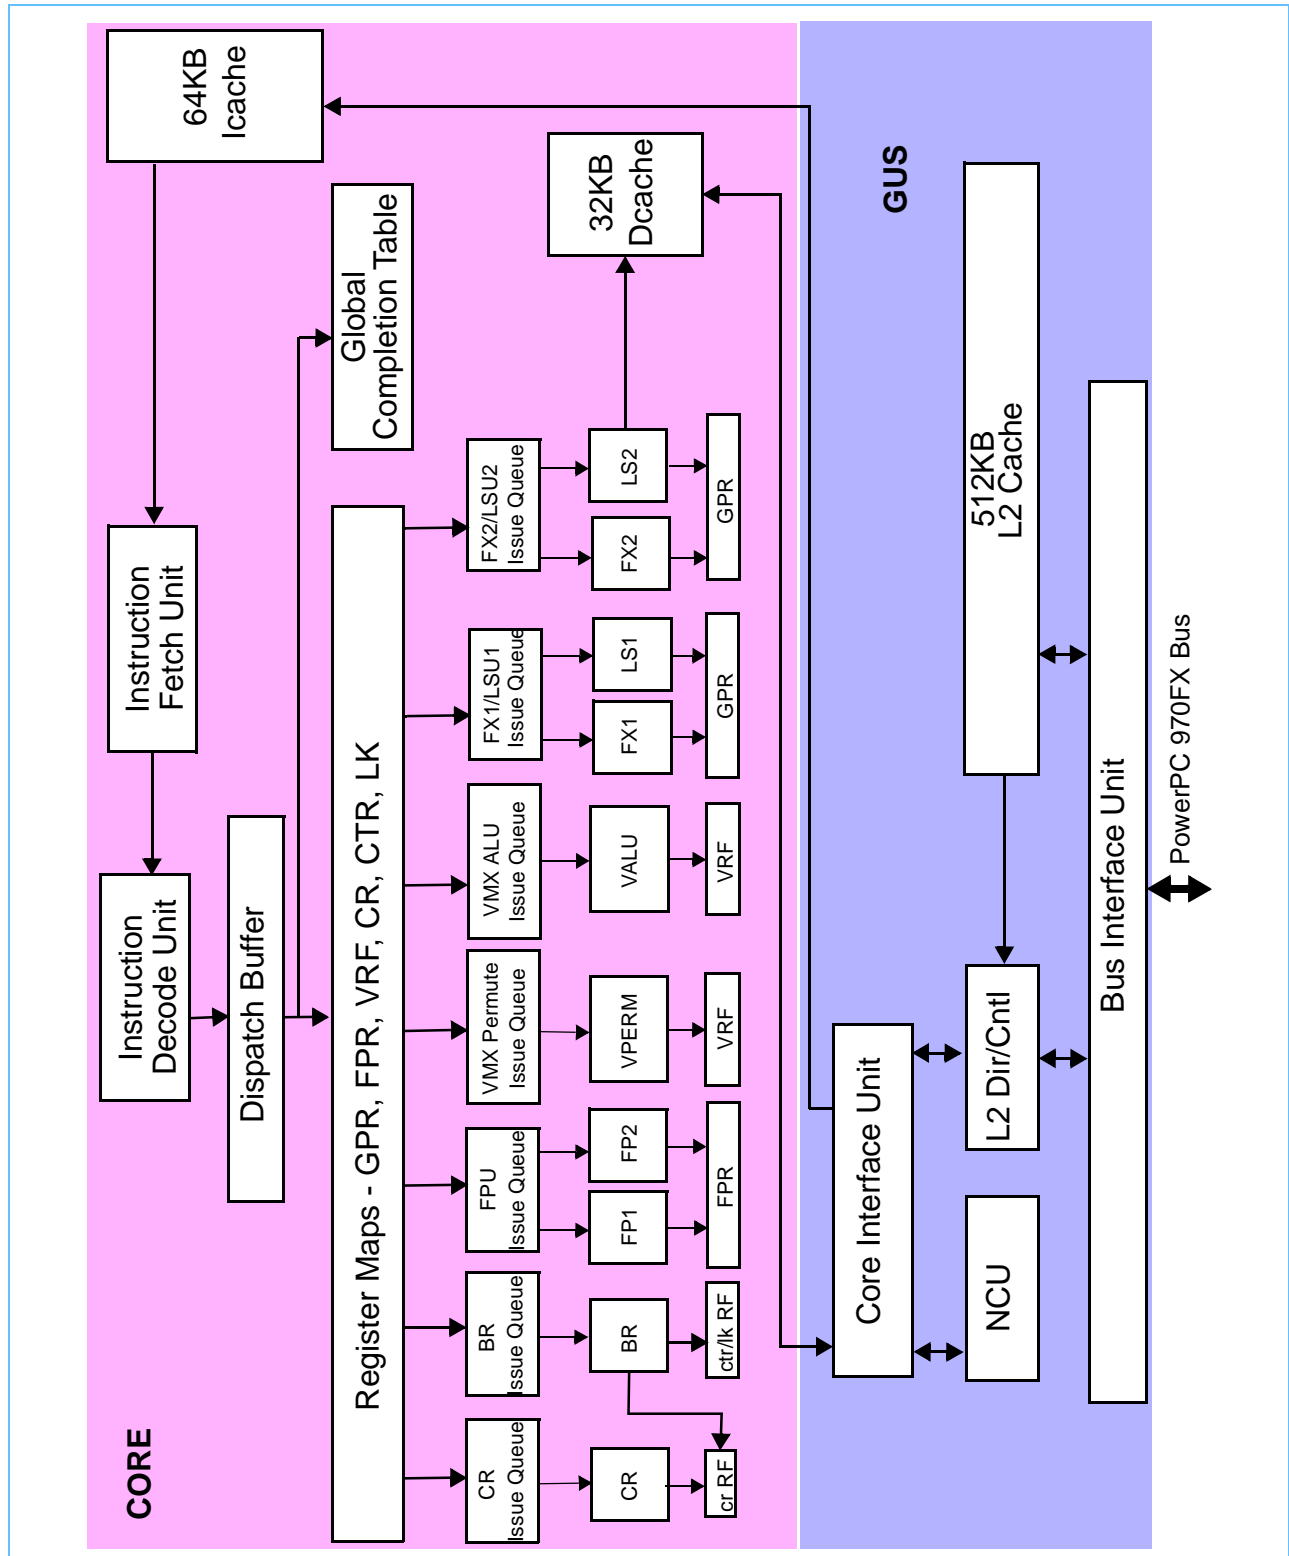 CORE
64KB
Icache
Instruction
Fetch Unit
Instruction
Decode Unit
Dispatch Buffer
Global
Completion Table
Register Maps - GPR, FPR, VRF, CR, CTR, LK
CR
Issue Queue
BR
Issue Queue
FPU
Issue Queue
VMX Permute
Issue Queue
VMX ALU
Issue Queue
FX1/LSU1
Issue Queue
FX2/LSU2
Issue Queue
CR
BR
FP1
FP2
VPERM
VALU
FX1
LS1
FX2
LS2
32KB
Dcache
cr RF
ctr/lk RF
FPR
VRF
VRF
GPR
GPR
GUS
Core Interface Unit
NCU
L2 Dir/Cntl
512KB
L2 Cache
Bus Interface Unit
PowerPC 970FX Bus